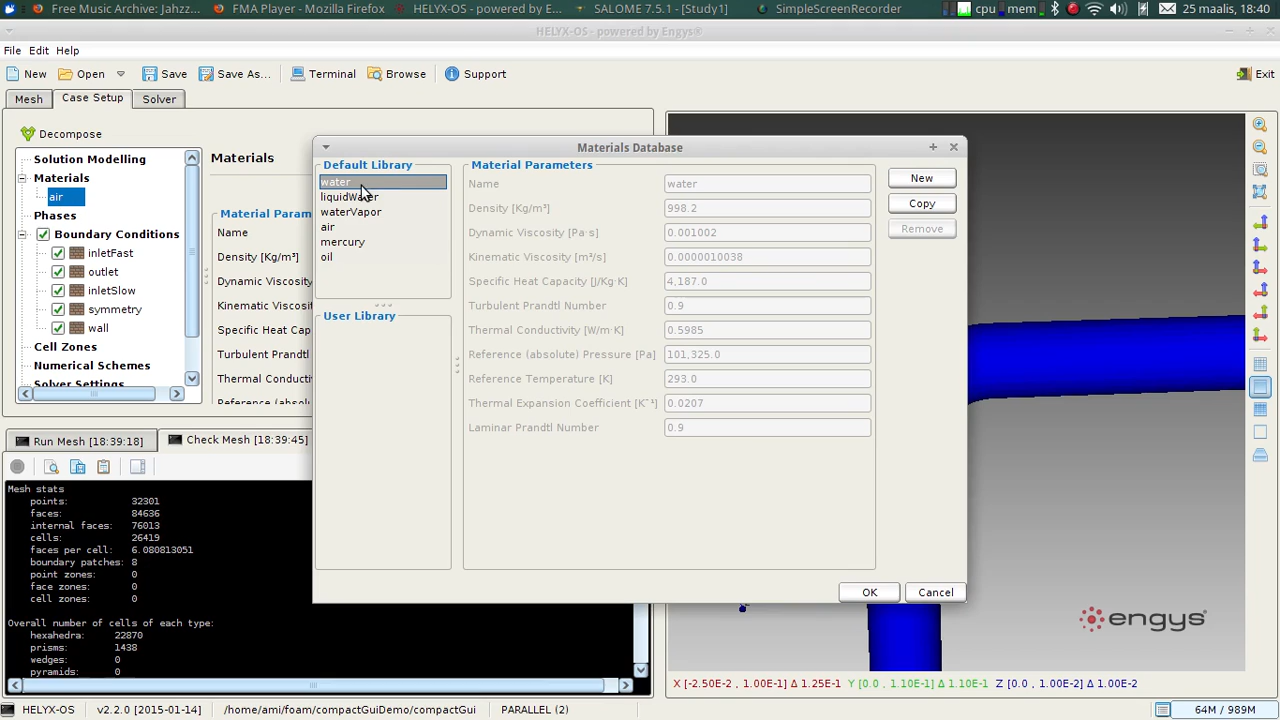 Free Music Archive: Jahzz...
FMA Player - Mozilla Firefox
HELYX-OS - powered by E...
SALOME 7.5.1 - [Study1]
SimpleScreenRecorder
cpu
mem
25 maalis, 18:40
HELYX-OS - powered by Engys®
File Edit Help
New Open Save Save As... Terminal Browse Support Exit
Mesh Case Setup Solver
Decompose
Solution Modelling
Materials
air
Phases
Boundary Conditions
inletFast
outlet
inletSlow
symmetry
wall
Cell Zones
Numerical Schemes
Solver Settings
Materials
Material Param
Name
Density [Kg/m³]
Dynamic Viscosity
Kinematic Viscosity
Specific Heat Cap
Turbulent Prandtl
Thermal Conductiv
Reference (absolu
Materials Database
Default Library
water
liquidWater
waterVapor
air
mercury
oil
User Library
Material Parameters
Name water
Density [Kg/m³] 998.2
Dynamic Viscosity [Pa·s] 0.001002
Kinematic Viscosity [m²/s] 0.0000010038
Specific Heat Capacity [J/Kg·K] 4,187.0
Turbulent Prandtl Number 0.9
Thermal Conductivity [W/m·K] 0.5985
Reference (absolute) Pressure [Pa] 101,325.0
Reference Temperature [K] 293.0
Thermal Expansion Coefficient [K⁻¹] 0.0207
Laminar Prandtl Number 0.9
New
Copy
Remove
OK Cancel
Run Mesh [18:39:18] Check Mesh [18:39:45]
Mesh stats
points: 32301
faces: 84636
internal faces: 76013
cells: 26419
faces per cell: 6.080813051
boundary patches: 8
point zones: 0
face zones: 0
cell zones: 0
Overall number of cells of each type:
hexahedra: 22870
prisms: 1438
wedges: 0
pyramids: 0
engys®
X [-2.50E-2 , 1.00E-1] Δ 1.25E-1 Y [0.0 , 1.10E-1] Δ 1.10E-1 Z [0.0 , 1.00E-2] Δ 1.00E-2
HELYX-OS v2.2.0 [2015-01-14] /home/ami/foam/compactGuiDemo/compactGui PARALLEL (2) 64M / 989M